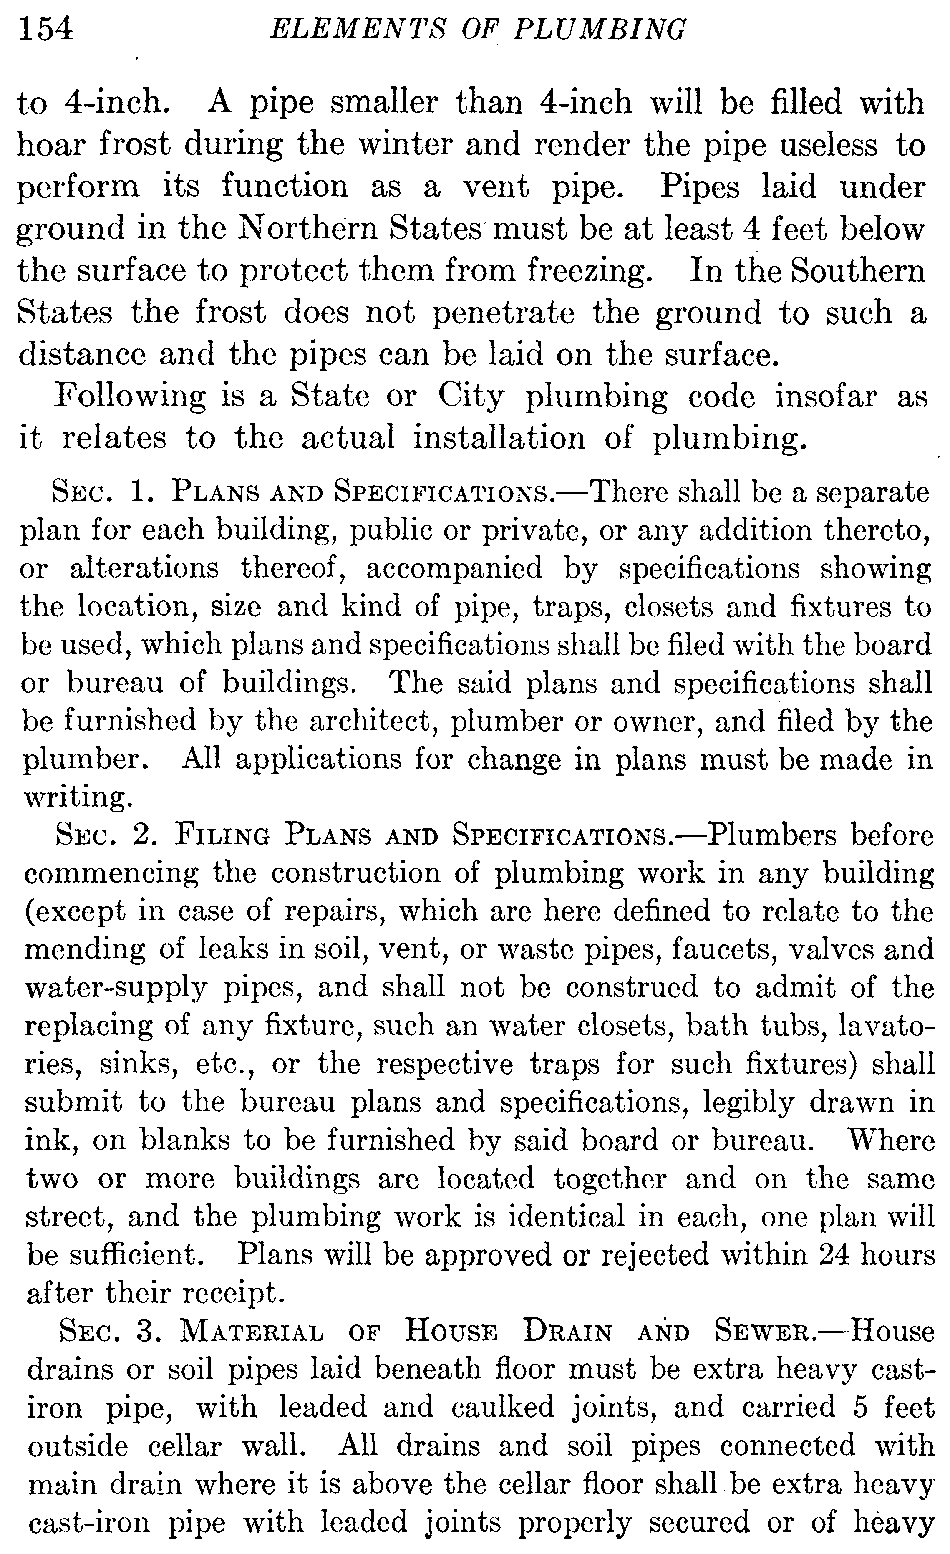 154 ELEMENTS OF PLUMBING
to 4-inch. A pipe smaller than 4-inch will be filled with
hoar frost during the winter and render the pipe useless to
perform its function as a vent pipe. Pipes laid under
ground in the Northern States must be at least 4 feet below
the surface to protect them from freezing. In the Southern
States the frost does not penetrate the ground to such a
distance and the pipes can be laid on the surface.
Following is a State or City plumbing code insofar as
it relates to the actual installation of plumbing.
SEC. 1. PLANS AND SPECIFICATIONS.—There shall be a separate
plan for each building, public or private, or any addition thereto,
or alterations thereof, accompanied by specifications showing
the location, size and kind of pipe, traps, closets and fixtures to
be used, which plans and specifications shall be filed with the board
or bureau of buildings. The said plans and specifications shall
be furnished by the architect, plumber or owner, and filed by the
plumber. All applications for change in plans must be made in
writing.
SEC. 2. FILING PLANS AND SPECIFICATIONS.—Plumbers before
commencing the construction of plumbing work in any building
(except in case of repairs, which are here defined to relate to the
mending of leaks in soil, vent, or waste pipes, faucets, valves and
water-supply pipes, and shall not be construed to admit of the
replacing of any fixture, such an water closets, bath tubs, lavato-
ries, sinks, etc., or the respective traps for such fixtures) shall
submit to the bureau plans and specifications, legibly drawn in
ink, on blanks to be furnished by said board or bureau. Where
two or more buildings are located together and on the same
street, and the plumbing work is identical in each, one plan will
be sufficient. Plans will be approved or rejected within 24 hours
after their receipt.
SEC. 3. MATERIAL OF HOUSE DRAIN AND SEWER.—House
drains or soil pipes laid beneath floor must be extra heavy cast-
iron pipe, with leaded and caulked joints, and carried 5 feet
outside cellar wall. All drains and soil pipes connected with
main drain where it is above the cellar floor shall be extra heavy
cast-iron pipe with leaded joints properly secured or of heavy